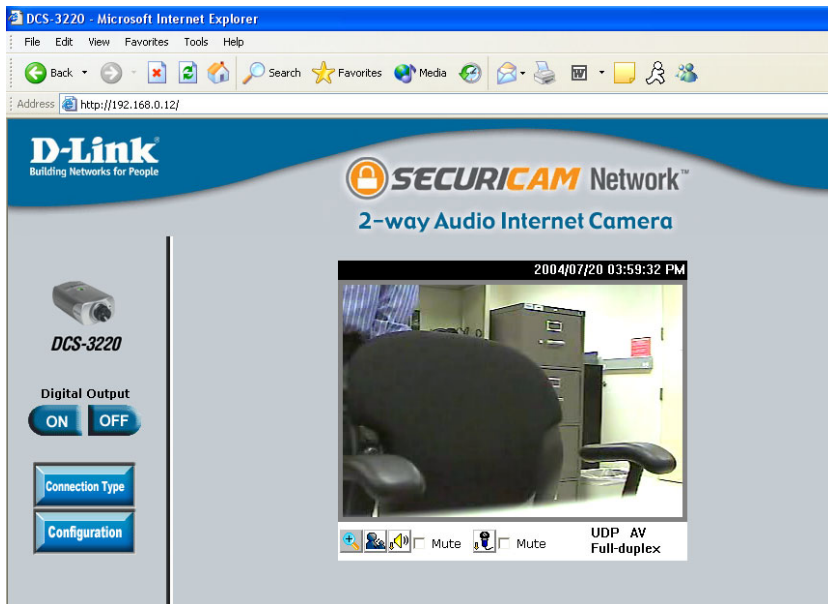 DCS-3220 - Microsoft Internet Explorer
File Edit View Favorites Tools Help
Back Search Favorites Media
Address http://192.168.0.12/
D-Link
Building Networks for People
SECURICAM Network™
2-way Audio Internet Camera
2004/07/20 03:59:32 PM
DCS-3220
Digital Output
ON OFF
Connection Type
Configuration
Mute Mute
UDP AV
Full-duplex